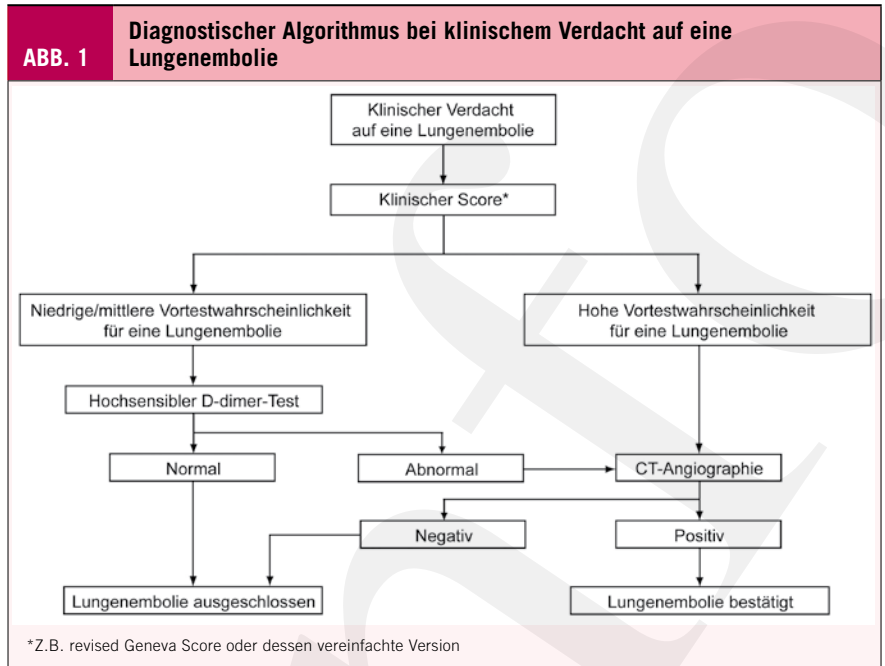 ABB. 1
Diagnostischer Algorithmus bei klinischem Verdacht auf eine
Lungenembolie
Klinischer Verdacht
auf eine Lungenembolie
Klinischer Score*
Niedrige/mittlere Vortestwahrscheinlichkeit
für eine Lungenembolie
Hohe Vortestwahrscheinlichkeit
für eine Lungenembolie
Hochsensibler D-dimer-Test
Normal
Abnormal
CT-Angiographie
Negativ
Positiv
Lungenembolie ausgeschlossen
Lungenembolie bestätigt
*Z.B. revised Geneva Score oder dessen vereinfachte Version